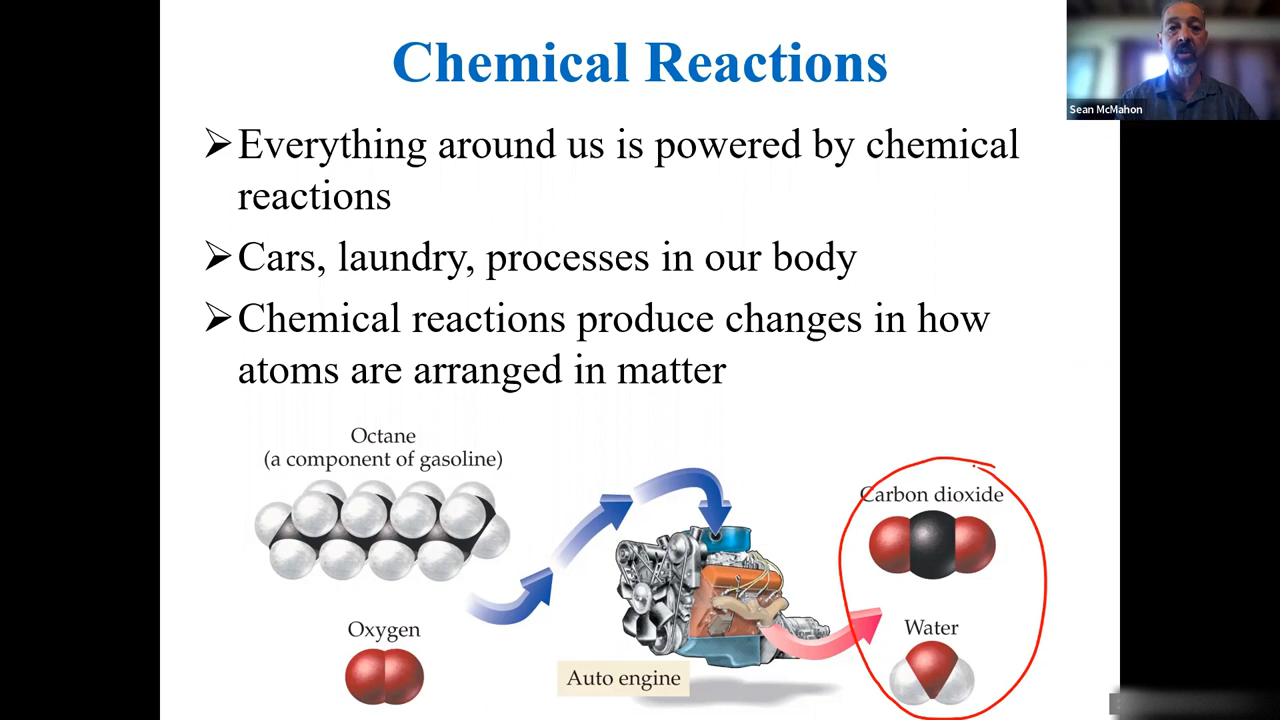 Chemical Reactions
Sean McMahon
➢Everything around us is powered by chemical
reactions
➢Cars, laundry, processes in our body
➢Chemical reactions produce changes in how
atoms are arranged in matter
Octane
(a component of gasoline)
Oxygen
Auto engine
Carbon dioxide
Water